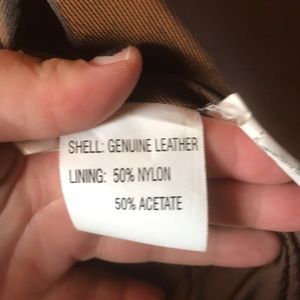 SHELL: GENUINE LEATHER
LINING: 50% NYLON
50% ACETATE